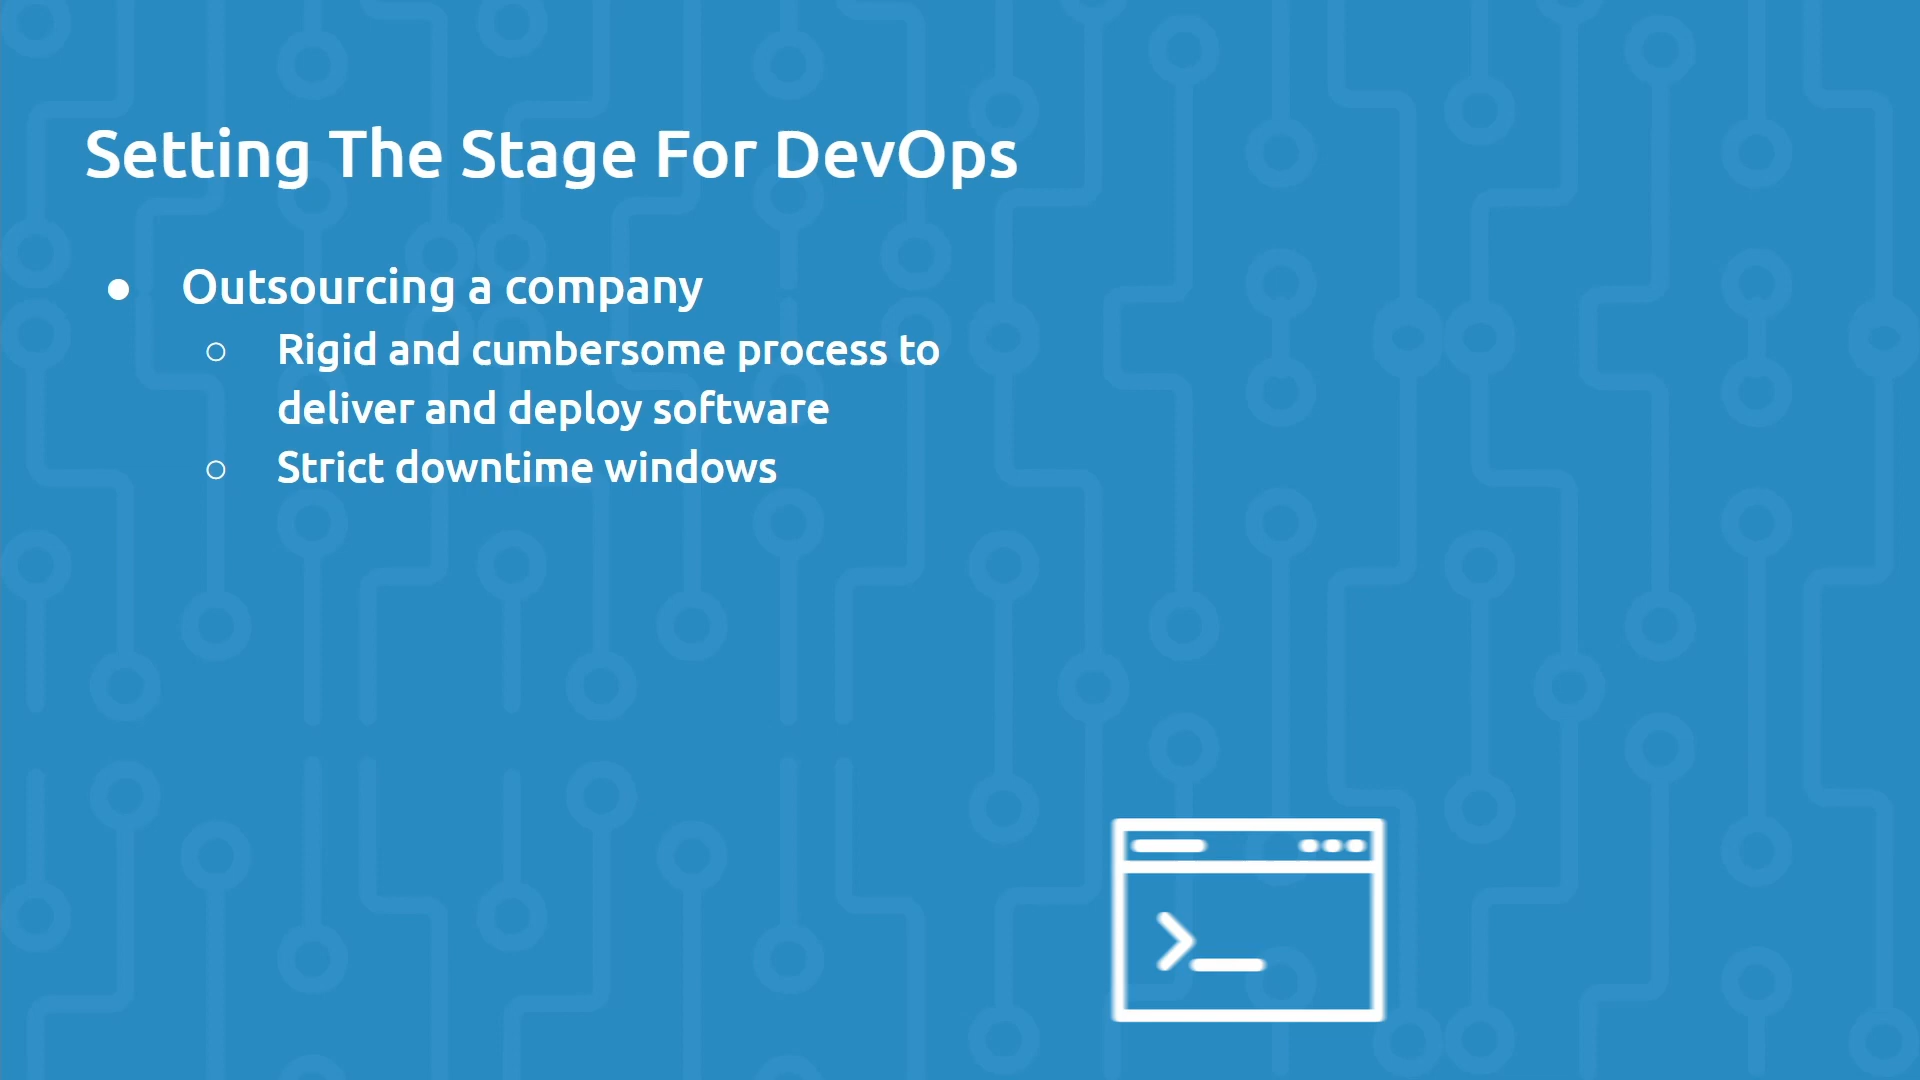 Setting The Stage For DevOps
● Outsourcing a company
○ Rigid and cumbersome process to
deliver and deploy software
○ Strict downtime windows